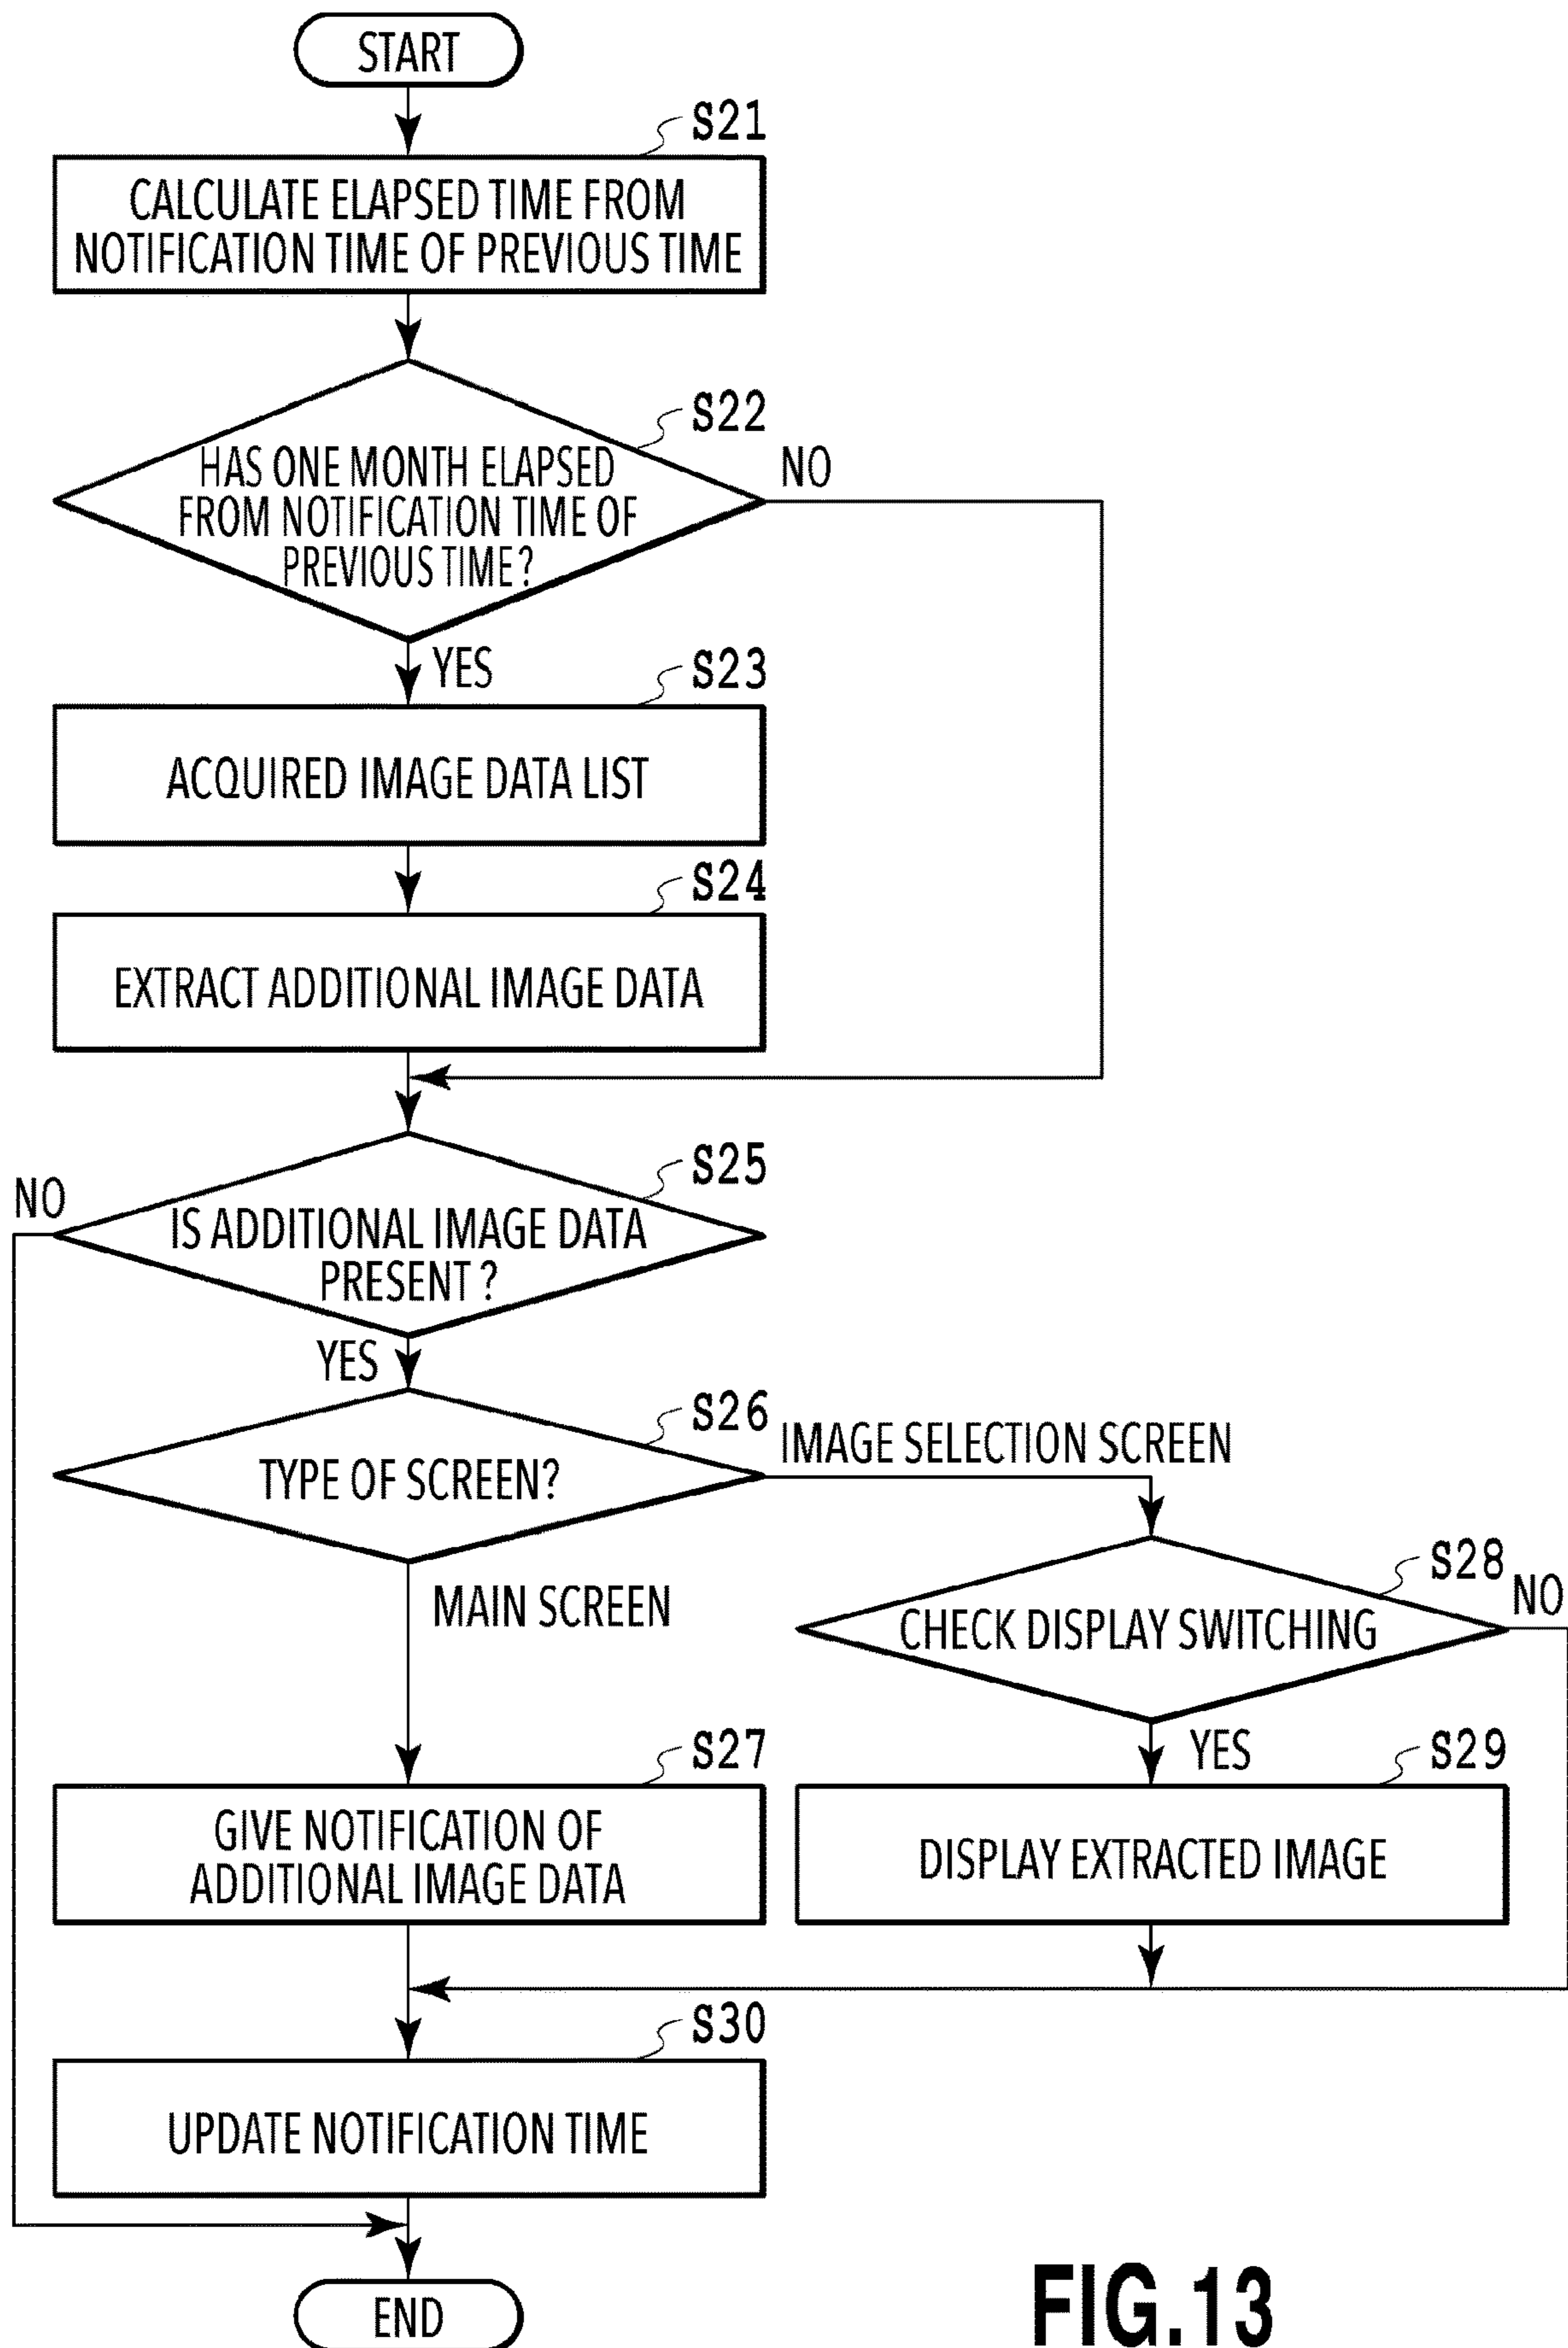 START
S21
CALCULATE ELAPSED TIME FROM
NOTIFICATION TIME OF PREVIOUS TIME
S22
HAS ONE MONTH ELAPSED
FROM NOTIFICATION TIME OF
PREVIOUS TIME?
NO
YES
S23
ACQUIRED IMAGE DATA LIST
S24
EXTRACT ADDITIONAL IMAGE DATA
S25
NO
IS ADDITIONAL IMAGE DATA
PRESENT?
YES
S26
TYPE OF SCREEN?
IMAGE SELECTION SCREEN
MAIN SCREEN
S28
NO
CHECK DISPLAY SWITCHING
YES
S27
GIVE NOTIFICATION OF
ADDITIONAL IMAGE DATA
S29
DISPLAY EXTRACTED IMAGE
S30
UPDATE NOTIFICATION TIME
END
FIG.13